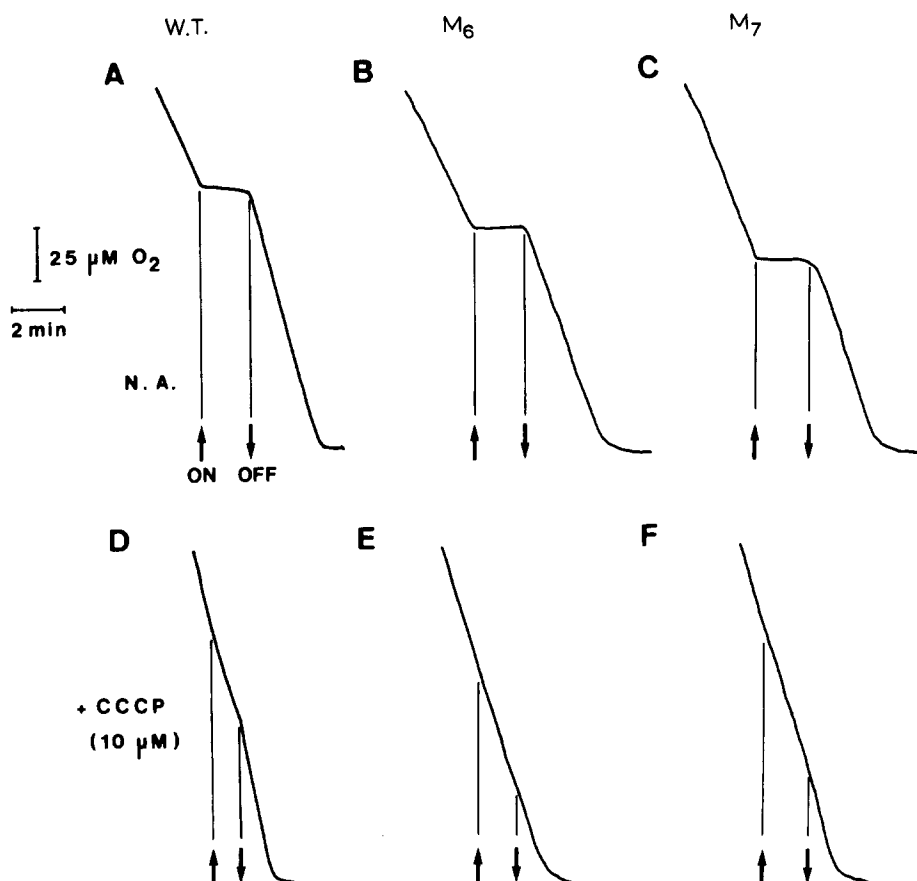 W.T. M6 M7
A B C
25 µM O2
2 min
N. A.
ON OFF
D E F
+ CCCP
(10 µM)